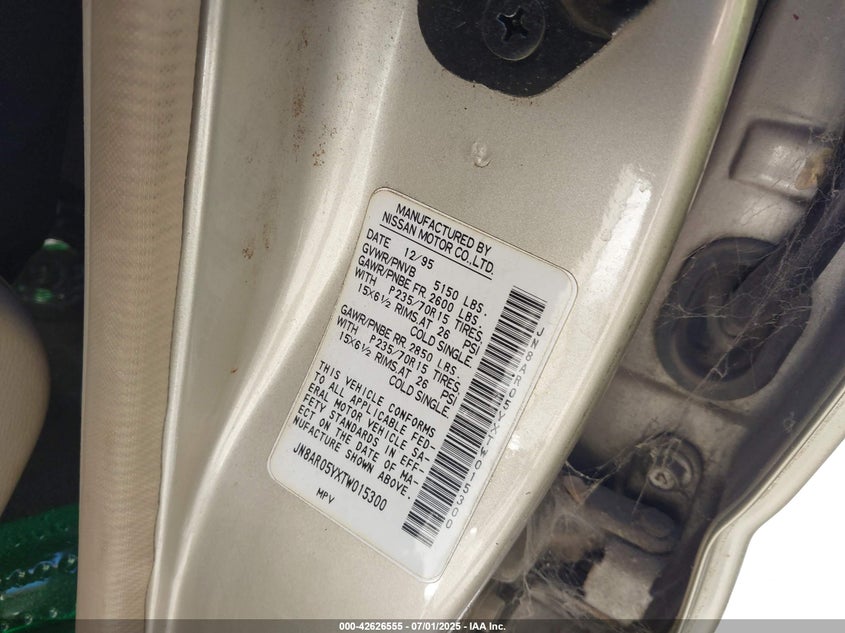 MANUFACTURED BY
NISSAN MOTOR CO.,LTD.
DATE 12/95
GVWR/PNVB 5150 LBS.
GAWR/PNBE FR. 2600 LBS.
WITH P235/70R15 TIRES
15X6½ RIMS,AT 26 PSI
COLD SINGLE
GAWR/PNBE RR. 2850 LBS.
WITH P235/70R15 TIRES
15X6½ RIMS,AT 26 PSI
COLD SINGLE
THIS VEHICLE CONFORMS
TO ALL APPLICABLE FED-
ERAL MOTOR VEHICLE SA-
FETY STANDARDS IN EFF-
ECT ON THE DATE OF MA-
NUFACTURE SHOWN ABOVE.
JN8AR05VXTW015300
MPV
JN8AR05VXTW015300
000-42626555 - 07/01/2025 - IAA Inc.